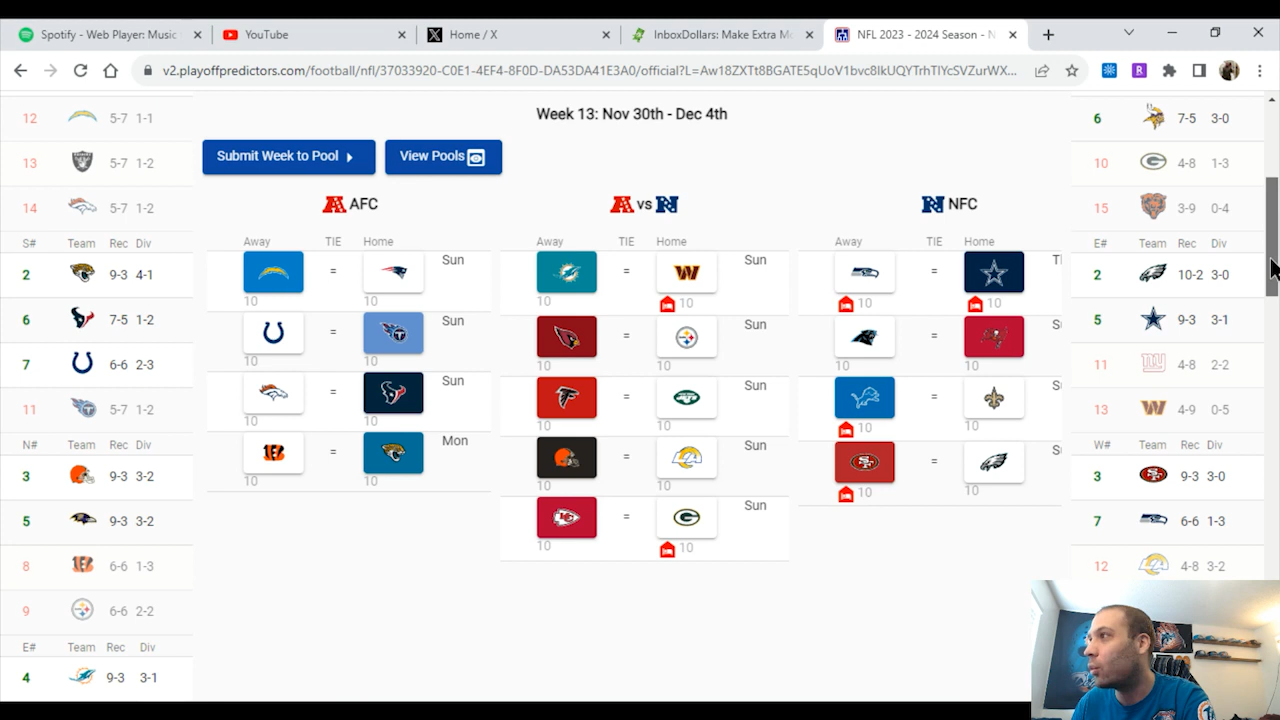 Spotify - Web Player: Music
YouTube
Home / X
InboxDollars: Make Extra Mo
NFL 2023 - 2024 Season - N
v2.playoffpredictors.com/football/nfl/37033920-C0E1-4EF4-8F0D-DA53DA41E3A0/official?L=Aw18ZXTt8BGATE5qUoV1bvc8IkUQYTrhTlYcSVZurWX...
R
12 5-7 1-1
13 5-7 1-2
14 5-7 1-2
S# Team Rec Div
2 9-3 4-1
6 7-5 1-2
7 6-6 2-3
11 5-7 1-2
N# Team Rec Div
3 9-3 3-2
5 9-3 3-2
8 6-6 1-3
9 6-6 2-2
E# Team Rec Div
4 9-3 3-1
Week 13: Nov 30th - Dec 4th
Submit Week to Pool
View Pools
AFC
Away TIE Home
= Sun
10 10
= Sun
10 10
= Sun
10 10
= Mon
10 10
A vs N
Away TIE Home
= Sun
10 10
= Sun
10 10
= Sun
10 10
= Sun
10 10
= Sun
10 10
NFC
Away TIE Home
=
10 10
= S
10 10
= S
10 10
= S
10 10
6 7-5 3-0
10 4-8 1-3
15 3-9 0-4
E# Team Rec Div
2 10-2 3-0
5 9-3 3-1
11 4-8 2-2
13 4-9 0-5
W# Team Rec Div
3 9-3 3-0
7 6-6 1-3
12 4-8 3-2